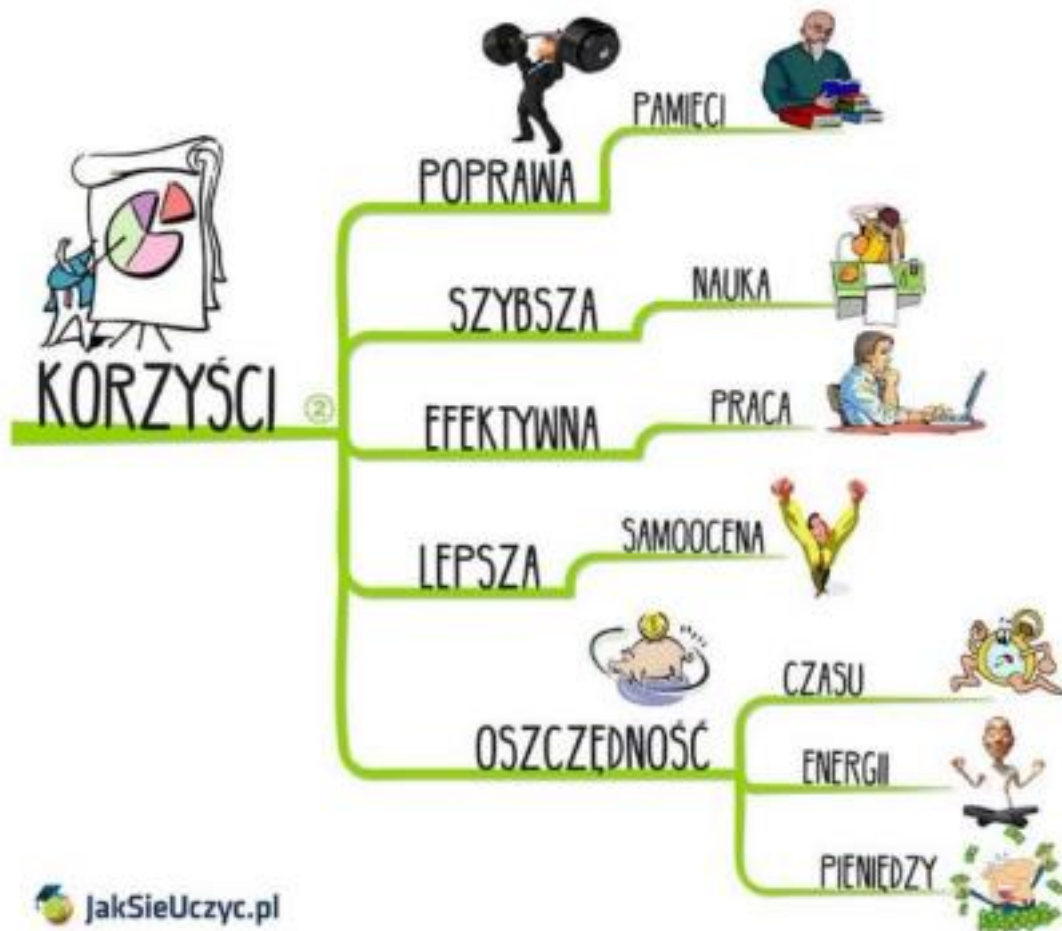 KORZYŚCI
2
POPRAWA
PAMIĘCI
SZYBSZA
NAUKA
EFEKTYWNA
PRACA
LEPSZA
SAMOOCENA
OSZCZĘDNOŚĆ
CZASU
ENERGII
PIENIĘDZY
JakSieUczyc.pl